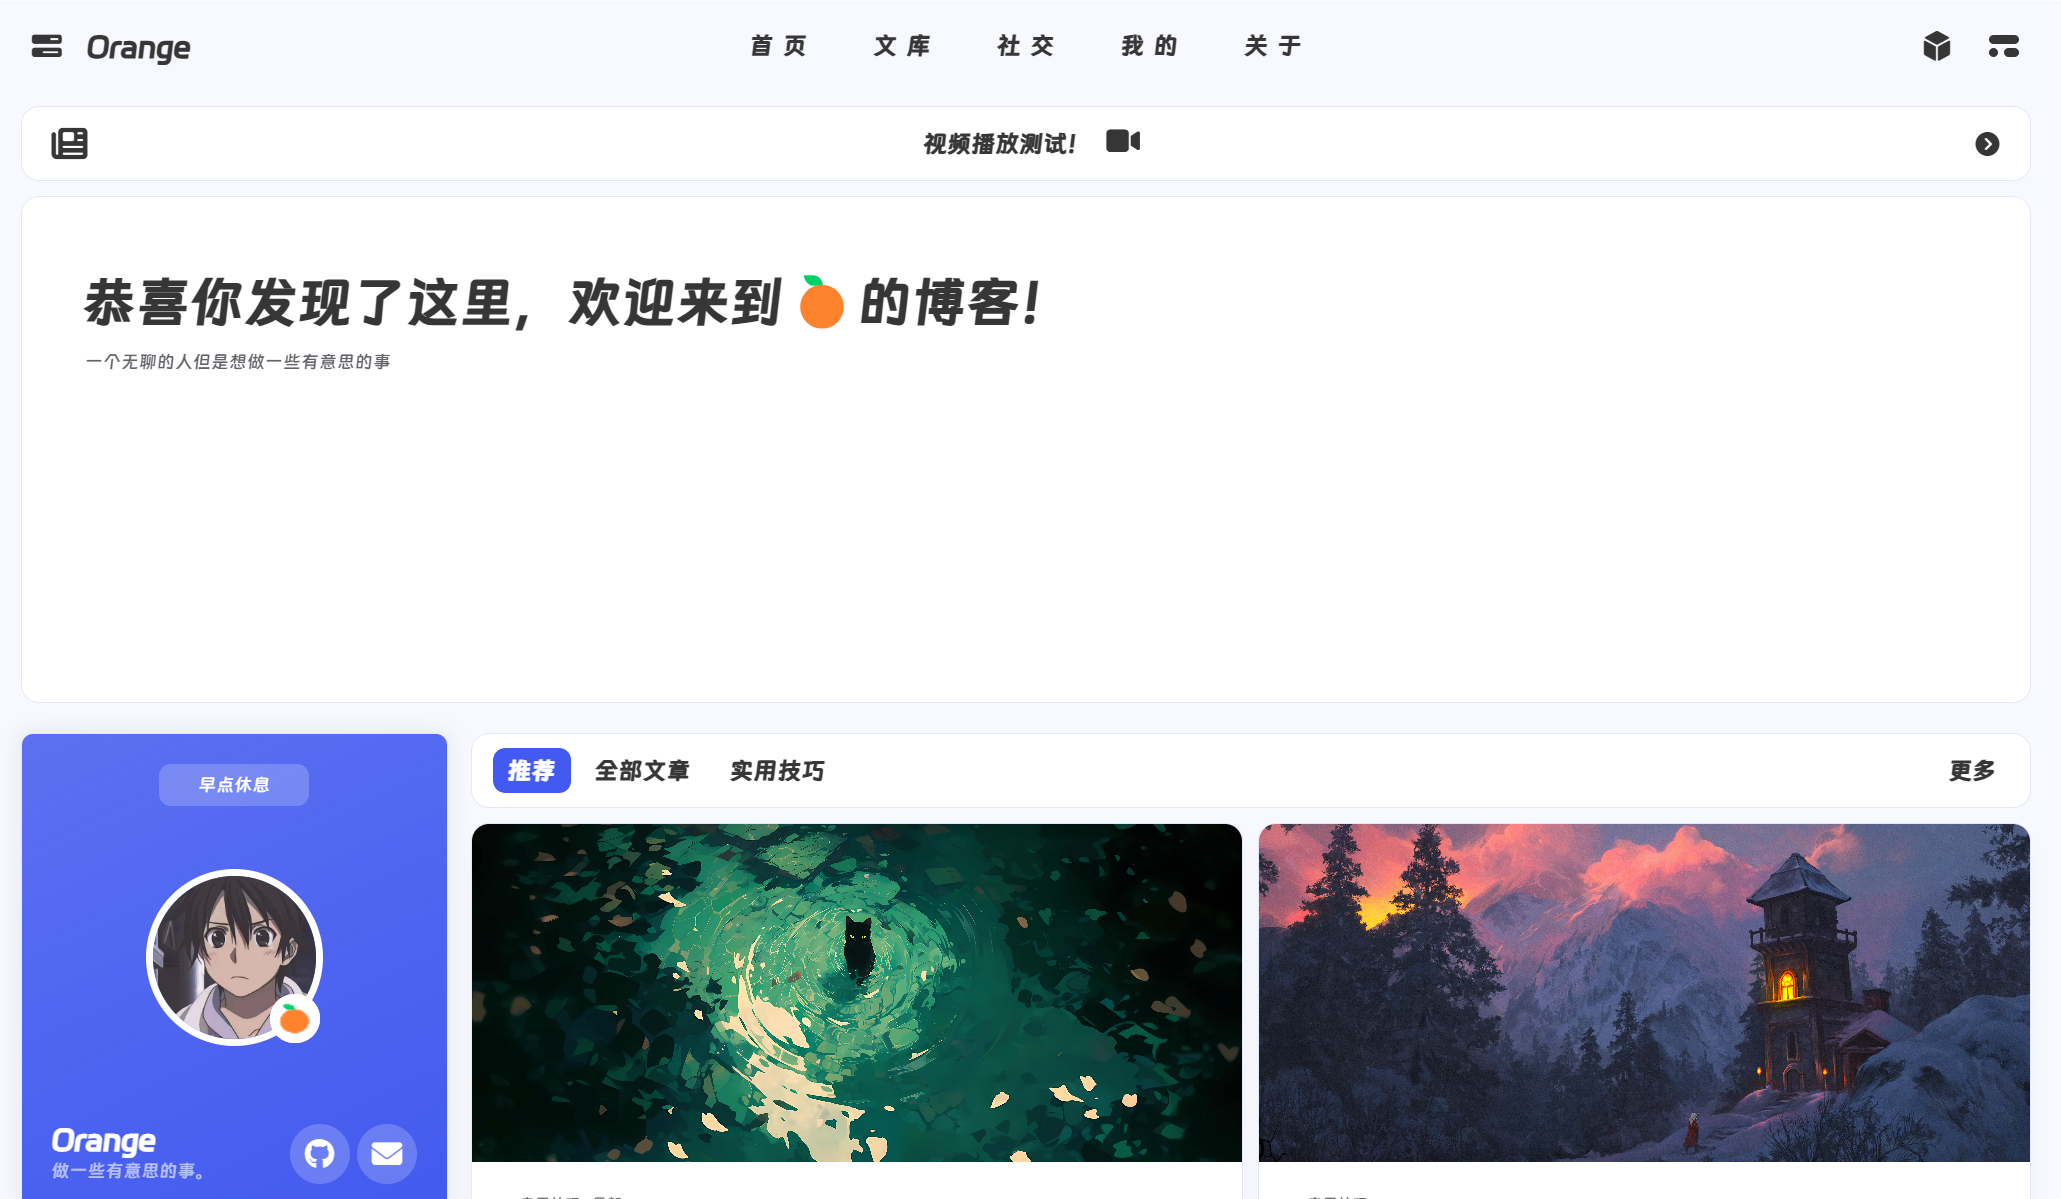 Orange
首页 文库 社交 我的 关于
视频播放测试！
恭喜你发现了这里，欢迎来到🍊的博客！
一个无聊的人但是想做一些有意思的事
早点休息
Orange
做一些有意思的事。
推荐 全部文章 实用技巧 更多